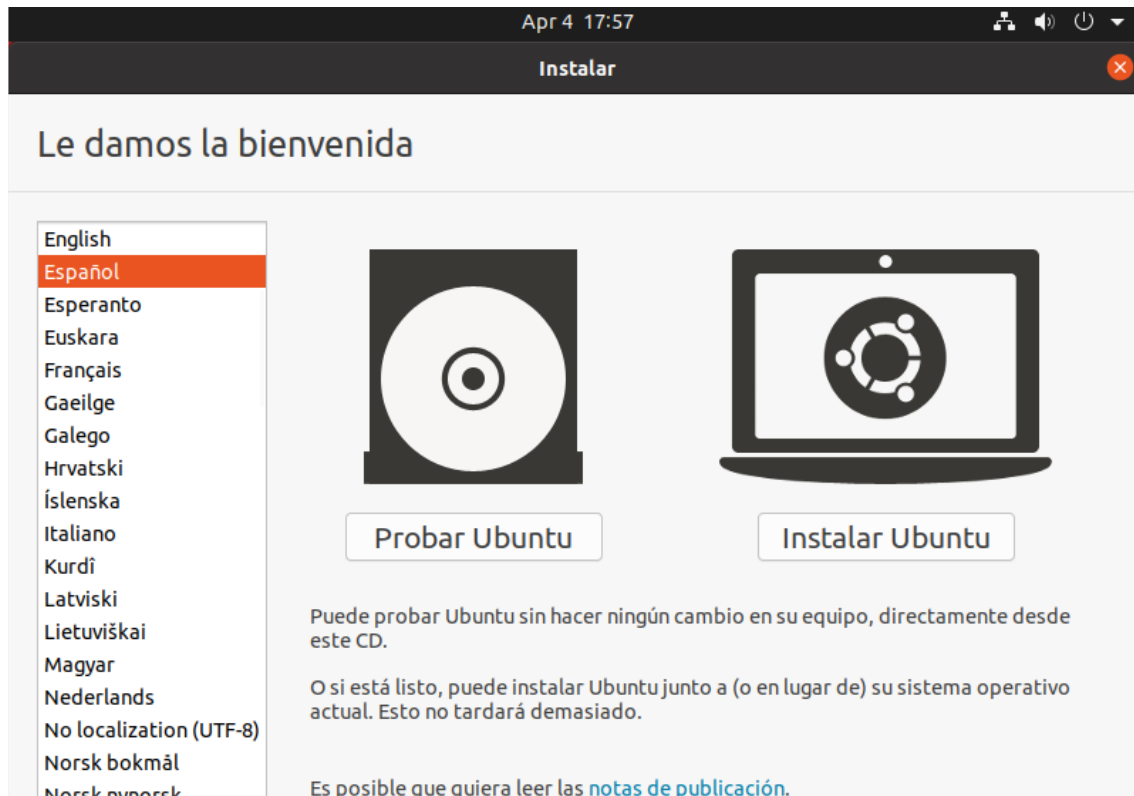 Apr 4 17:57
Instalar
Le damos la bienvenida
English
Español
Esperanto
Euskara
Français
Gaeilge
Galego
Hrvatski
Íslenska
Italiano
Kurdî
Latviski
Lietuviškai
Magyar
Nederlands
No localization (UTF-8)
Norsk bokmål
Norsk nynorsk
Probar Ubuntu
Instalar Ubuntu
Puede probar Ubuntu sin hacer ningún cambio en su equipo, directamente desde
este CD.
O si está listo, puede instalar Ubuntu junto a (o en lugar de) su sistema operativo
actual. Esto no tardará demasiado.
Es posible que quiera leer las notas de publicación.